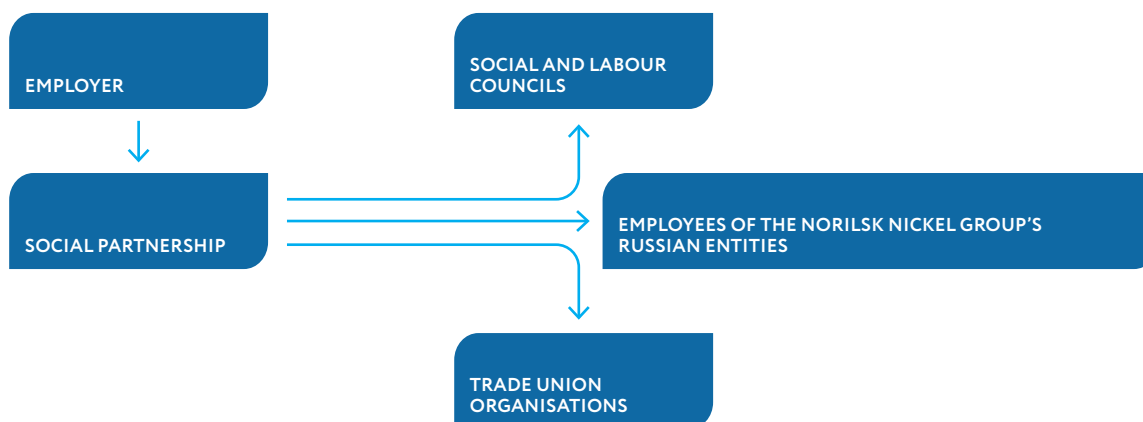 EMPLOYER
SOCIAL AND LABOUR
COUNCILS
SOCIAL PARTNERSHIP
EMPLOYEES OF THE NORILSK NICKEL GROUP'S
RUSSIAN ENTITIES
TRADE UNION
ORGANISATIONS